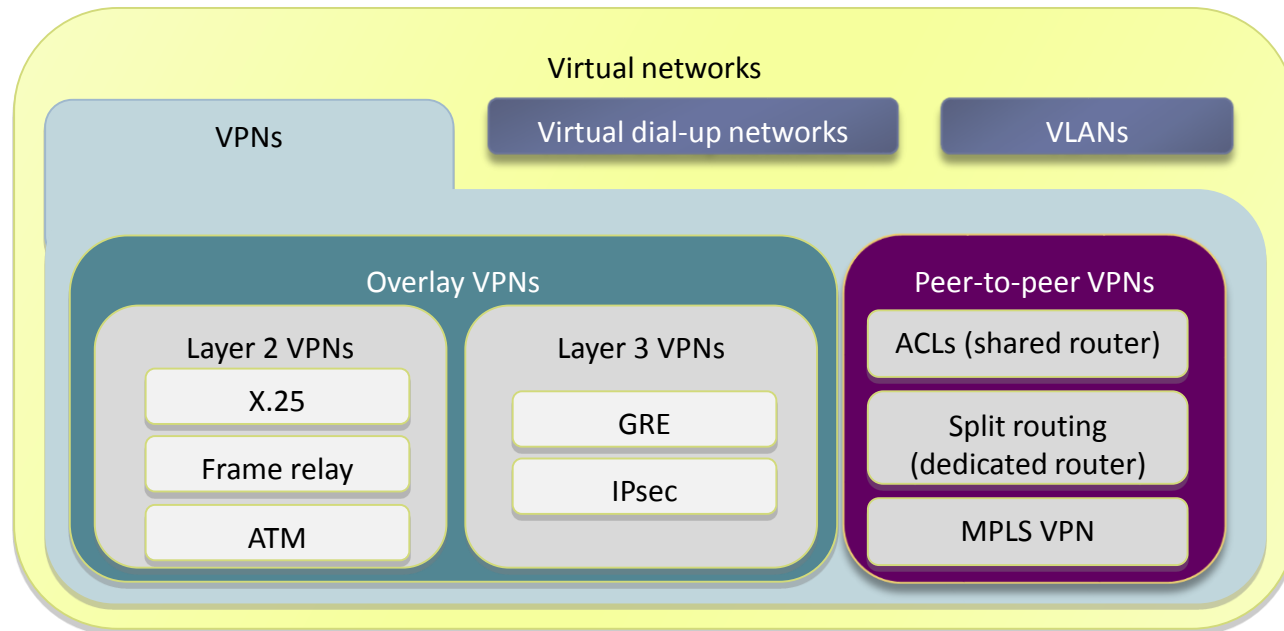 Virtual networks
VPNs
Virtual dial-up networks
VLANs
Overlay VPNs
Layer 2 VPNs
X.25
Frame relay
ATM
Layer 3 VPNs
GRE
IPsec
Peer-to-peer VPNs
ACLs (shared router)
Split routing
(dedicated router)
MPLS VPN